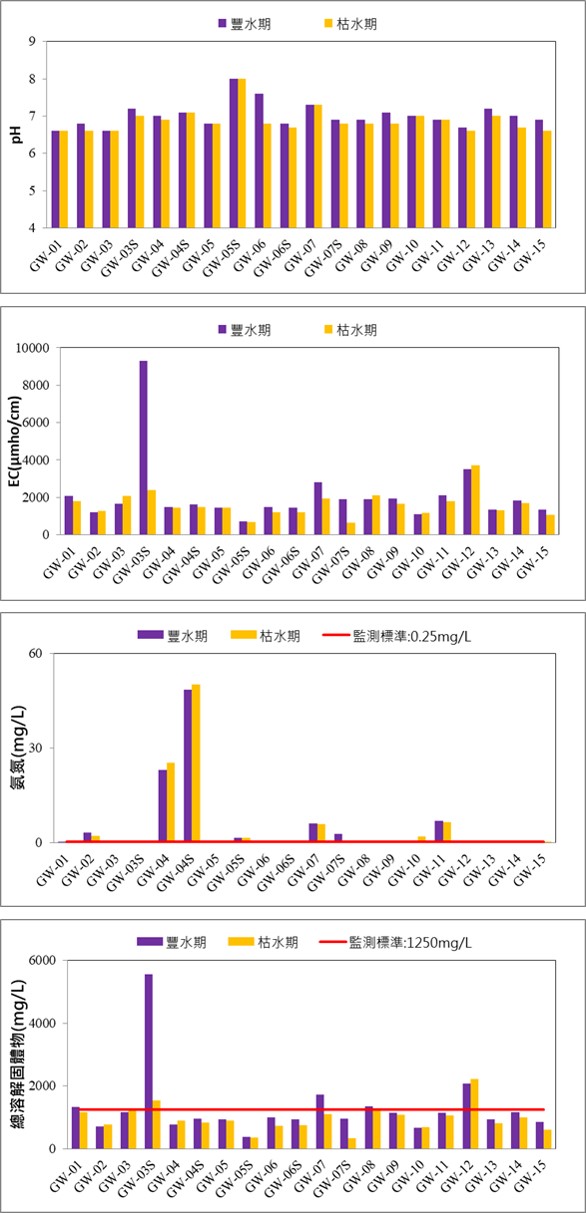 豐水期 枯水期
9
8
7
6
5
4
pH
GW-01 GW-02 GW-03 GW-03S GW-04 GW-04S GW-05 GW-05S GW-06 GW-06S GW-07 GW-07S GW-08 GW-09 GW-10 GW-11 GW-12 GW-13 GW-14 GW-15
豐水期 枯水期
10000
8000
6000
4000
2000
0
EC(μmho/cm)
GW-01 GW-02 GW-03 GW-03S GW-04 GW-04S GW-05 GW-05S GW-06 GW-06S GW-07 GW-07S GW-08 GW-09 GW-10 GW-11 GW-12 GW-13 GW-14 GW-15
豐水期 枯水期 監測標準:0.25mg/L
60
30
0
氨氮(mg/L)
GW-01 GW-02 GW-03 GW-03S GW-04 GW-04S GW-05 GW-05S GW-06 GW-06S GW-07 GW-07S GW-08 GW-09 GW-10 GW-11 GW-12 GW-13 GW-14 GW-15
豐水期 枯水期 監測標準:1250mg/L
6000
4000
2000
0
總溶解固體物(mg/L)
GW-01 GW-02 GW-03 GW-03S GW-04 GW-04S GW-05 GW-05S GW-06 GW-06S GW-07 GW-07S GW-08 GW-09 GW-10 GW-11 GW-12 GW-13 GW-14 GW-15